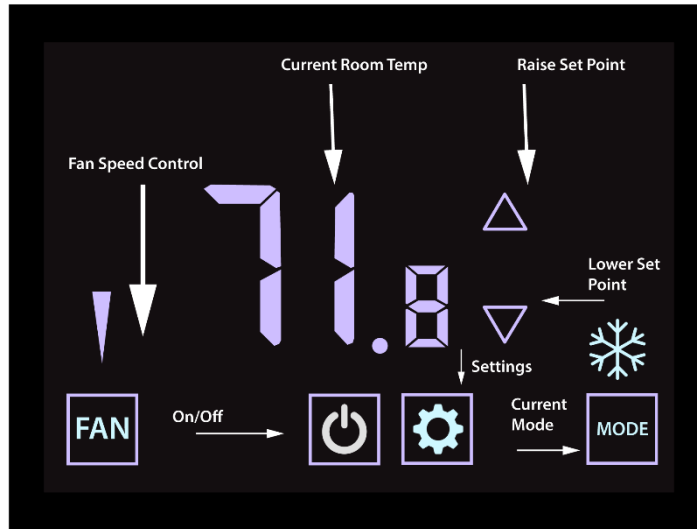 Current Room Temp
Raise Set Point
Fan Speed Control
71.8
Lower Set
Point
Settings
FAN
On/Off
Current
Mode
MODE